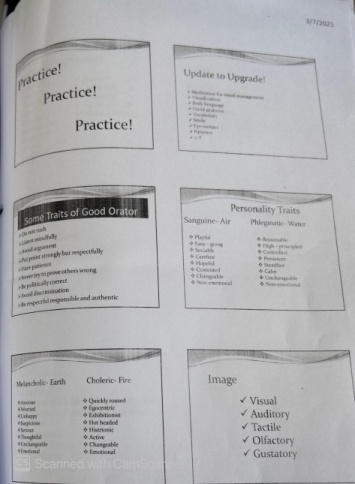 3/7/2025
Practice!
Practice!
Practice!
Update to Upgrade!
Motivation for mind management
Visualization
Body language
Hand gestures
Vocabulary
Smile
Eye contact
Patience
Some Traits of Good Orator
Do not rush
Listen mindfully
Avoid argument
Put point strongly but respectfully
Have patience
Never try to prove others wrong
Be politically correct
Avoid discrimination
Be respectful responsible and authentic
Personality Traits
Sanguine- Air
Playful
Easy - going
Sociable
Carefree
Hopeful
Contented
Changeable
Non-emotional
Phlegmatic- Water
Reasonable
High - principled
Controlled
Persistent
Steadfast
Calm
Unchangeable
Non-emotional
Melancholic- Earth
Anxious
Worried
Unhappy
Suspicious
Serious
Thoughtful
Unchangeable
Emotional
Choleric- Fire
Quickly roused
Egocentric
Exhibitionist
Hot headed
Histrionic
Active
Changeable
Emotional
Image
✓ Visual
✓ Auditory
✓ Tactile
✓ Olfactory
✓ Gustatory
CS Scanned with CamScanner